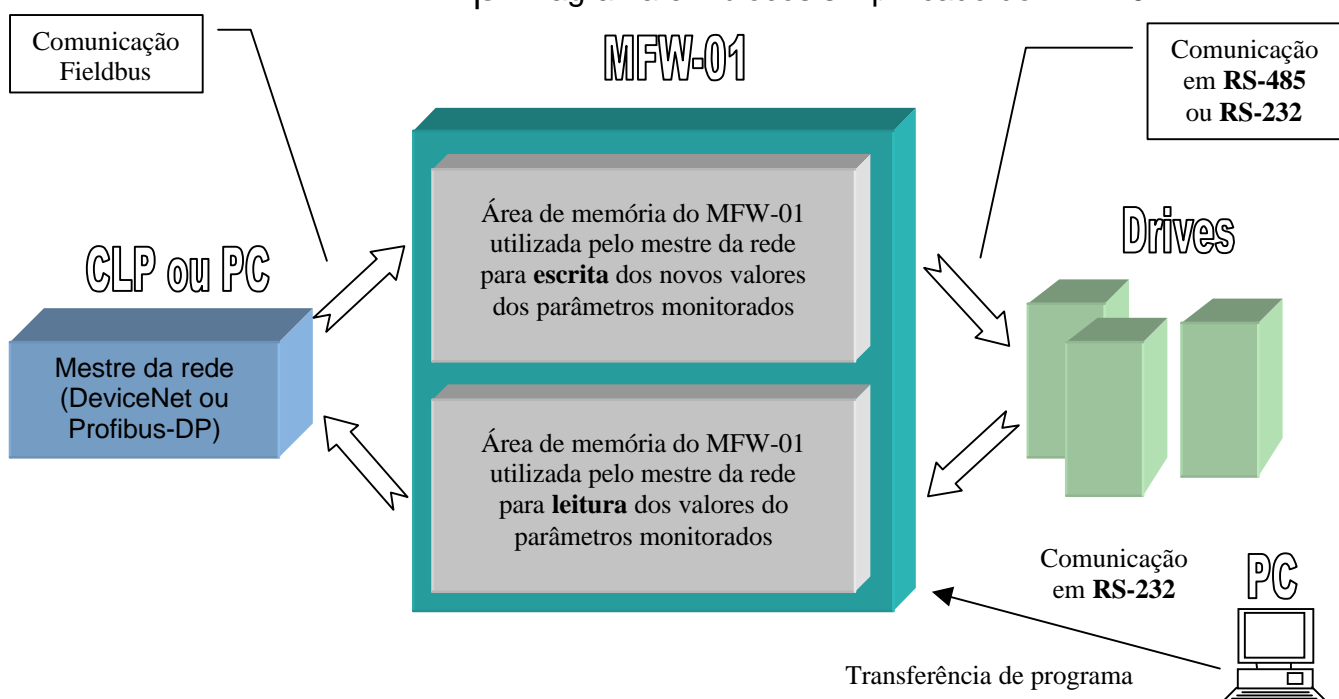 Comunicação
Fieldbus
MFW-01
Comunicação
em RS-485
ou RS-232
Área de memória do MFW-01
utilizada pelo mestre da rede
para escrita dos novos valores
dos parâmetros monitorados
Drives
CLP ou PC
Mestre da rede
(DeviceNet ou
Profibus-DP)
Área de memória do MFW-01
utilizada pelo mestre da rede
para leitura dos valores do
parâmetros monitorados
Comunicação
em RS-232
PC
Transferência de programa